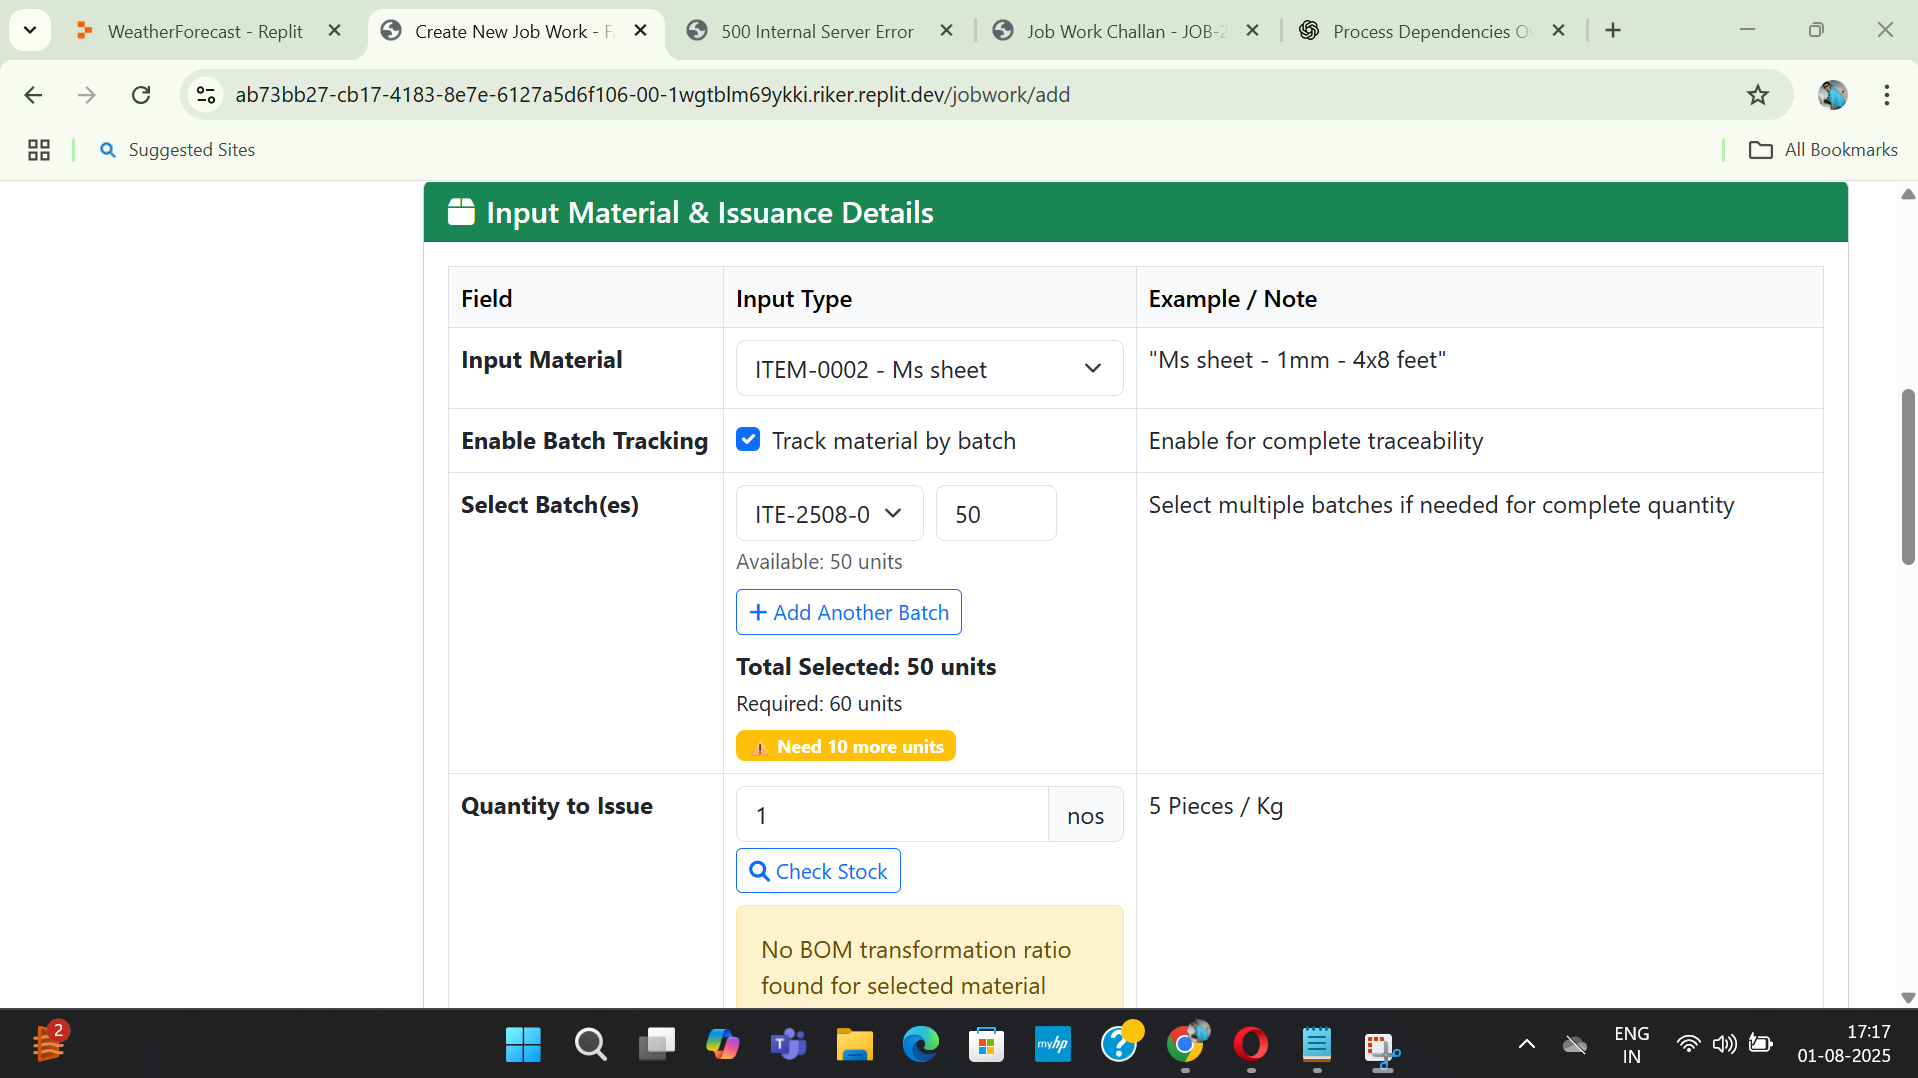 WeatherForecast - Replit
Create New Job Work - F
500 Internal Server Error
Job Work Challan - JOB-2
Process Dependencies Ov
ab73bb27-cb17-4183-8e7e-6127a5d6f106-00-1wgtblm69ykki.riker.replit.dev/jobwork/add
Suggested Sites
All Bookmarks
Input Material & Issuance Details
Field
Input Type
Example / Note
Input Material
ITEM-0002 - Ms sheet
"Ms sheet - 1mm - 4x8 feet"
Enable Batch Tracking
Track material by batch
Enable for complete traceability
Select Batch(es)
ITE-2508-0
50
Select multiple batches if needed for complete quantity
Available: 50 units
Add Another Batch
Total Selected: 50 units
Required: 60 units
Need 10 more units
Quantity to Issue
1
nos
5 Pieces / Kg
Check Stock
No BOM transformation ratio
found for selected material
2
myhp
ENG
IN
17:17
01-08-2025